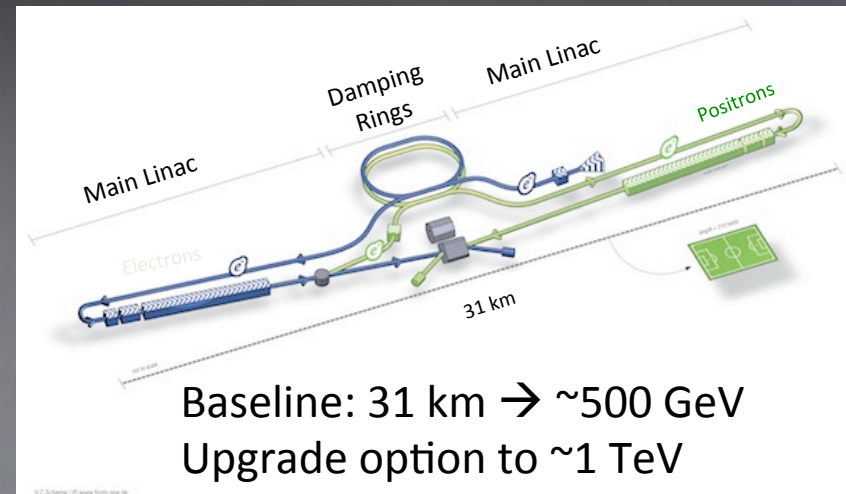 Damping
Rings
Main Linac
Main Linac
Positrons
Electrons
e⁻
e⁻
31 km
Baseline: 31 km → ~500 GeV
Upgrade option to ~1 TeV